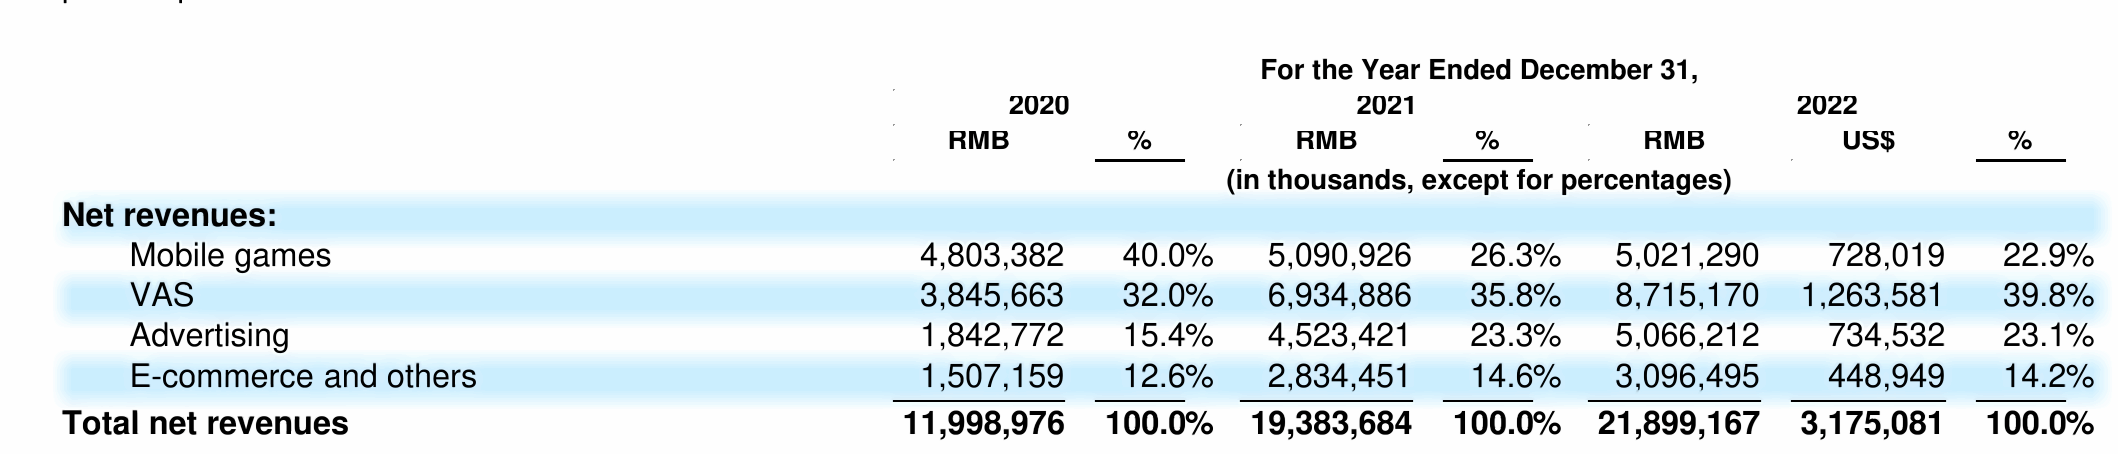 For the Year Ended December 31,
2020 2021 2022
RMB % RMB % RMB US$ %
(in thousands, except for percentages)
Net revenues:
Mobile games 4,803,382 40.0% 5,090,926 26.3% 5,021,290 728,019 22.9%
VAS 3,845,663 32.0% 6,934,886 35.8% 8,715,170 1,263,581 39.8%
Advertising 1,842,772 15.4% 4,523,421 23.3% 5,066,212 734,532 23.1%
E-commerce and others 1,507,159 12.6% 2,834,451 14.6% 3,096,495 448,949 14.2%
Total net revenues 11,998,976 100.0% 19,383,684 100.0% 21,899,167 3,175,081 100.0%